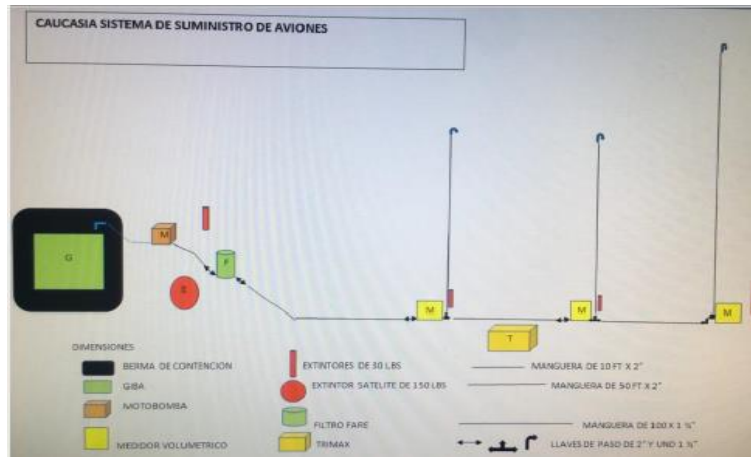 CAUCASIA SISTEMA DE SUMINISTRO DE AVIONES
G
M
F
E
M
M
M
T
DIMENSIONES
BERMA DE CONTENCION
GIBA
MOTOBOMBA
MEDIDOR VOLUMETRICO
EXTINTORES DE 30 LBS
EXTINTOR SATELITE DE 150 LBS
FILTRO FARE
TRIMAX
MANGUERA DE 10 FT X 2"
MANGUERA DE 50 FT X 2"
MANGUERA DE 100 X 1 ½"
LLAVES DE PASO DE 2" Y UNO 1 ½"